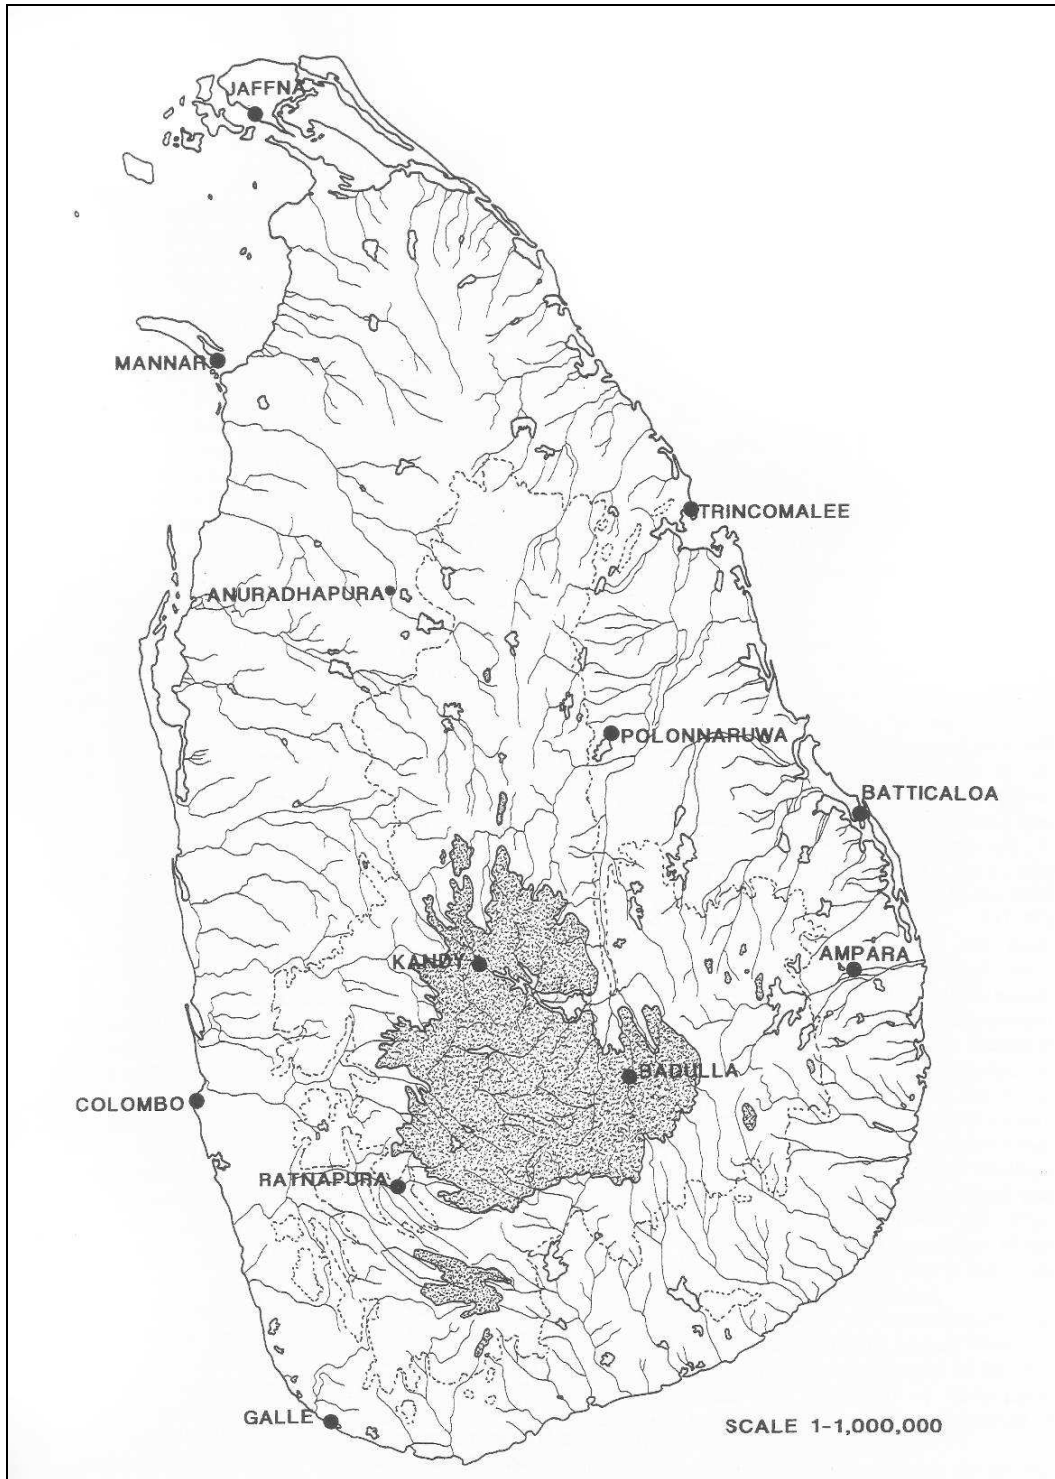 JAFFNA
MANNAR
TRINCOMALEE
ANURADHAPURA
POLONNARUWA
BATTICALOA
AMPARA
KANDY
BADULLA
COLOMBO
RATNAPURA
GALLE
SCALE 1-1,000,000